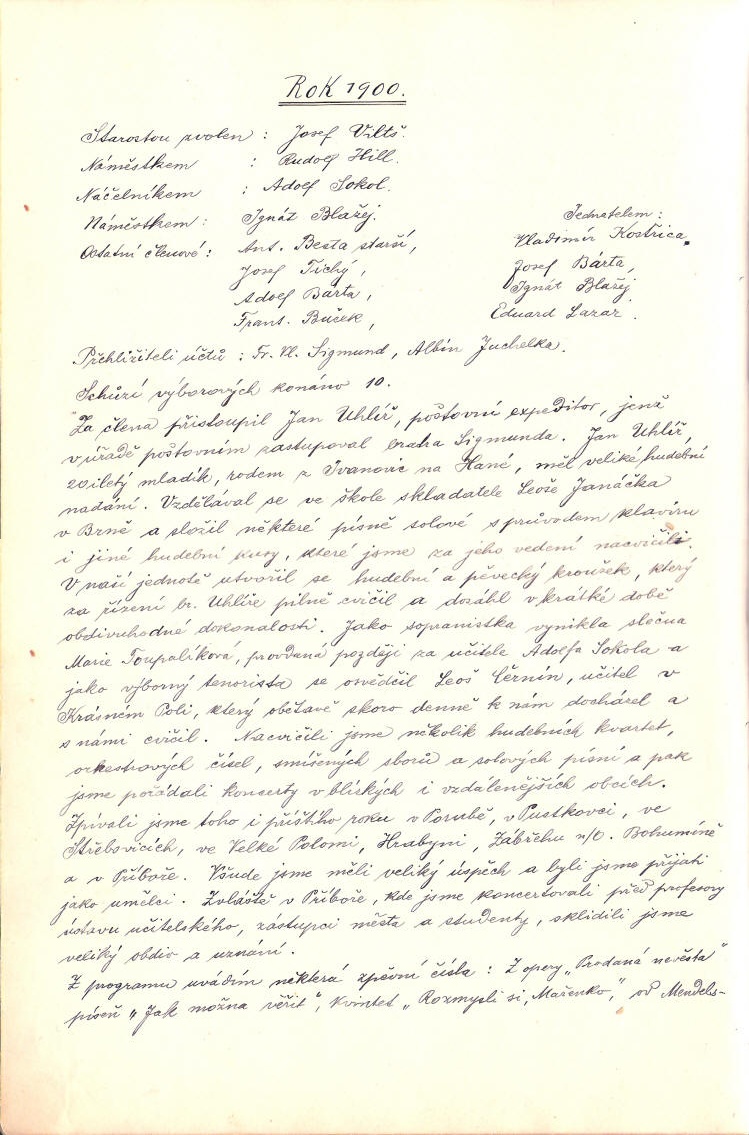 Rok 1900.
Starostou zvolen : Josef Viltš.
Náměstkem : Rudolf Hill.
Náčelníkem : Adolf Sokol.
Náměstkem : Ignát Blažej. Jednatelem :
Ostatní členové : Ant. Besta starší, Vladimír Kostřica.
Josef Tichý, Josef Bárta,
Adolf Bárta, Ignát Blažej
Frant. Buček, Eduard Lazar.
Přehlížiteli účtů : Fr. Vl. Sigmund, Albín Juchelka.
Schůzí výborových konáno 10.
Za člena přistoupil Jan Uhlíř, poštovní expeditor, jenž
v úřadě poštovním zastupoval bratra Sigmunda. Jan Uhlíř,
20iletý mladík, rodem z Ivanovic na Hané, měl veliké hudební
nadání. Vzdělával se ve škole skladatele Leoše Janáčka
v Brně a složil některé písně solové s průvodem klavíru
i jiné hudební kusy, které jsme za jeho vedení nacvičili.
V naší jednotě utvořil se hudební a pěvecký kroužek, který
za řízení br. Uhlíře pilně cvičil a dosáhl v krátké době
obdivuhodné dokonalosti. Jako sopranistka vynikla slečna
Marie Toupalíkova, provdaná později za učitele Adolfa Sokola a
jako výborný tenorista se osvědčil Leoš Černín, učitel v
Krásném Poli, který obětavě skoro denně k nám docházel a
s námi cvičil. Nacvičili jsme několik hudebních kvartet,
orkestrových čísel, smíšených sborů a solových písní a pak
jsme pořádali koncerty v blízkých i vzdálenějších obcích.
Zpívali jsme toho i příštího roku v Porubě, v Pustkovci, ve
Střebovicích, ve Velké Polomi, Hrabyni, Zábřehu n/O. Bohumíně
a v Příboře. Všude jsme měli veliký úspěch a byli jsme přijati
jako umělci. Zvláště v Příboře, kde jsme koncertovali před profesory
ústavu učitelského, zástupci města a studenty, sklidili jsme
veliký obdiv a uznání.
Z programu uvádím některá zpěvní čísla : Z opery „Prodaná nevěsta“
píseň „Jak možna věřit“, kvintet „Rozmysli si, Mařenko“, od Mendels-